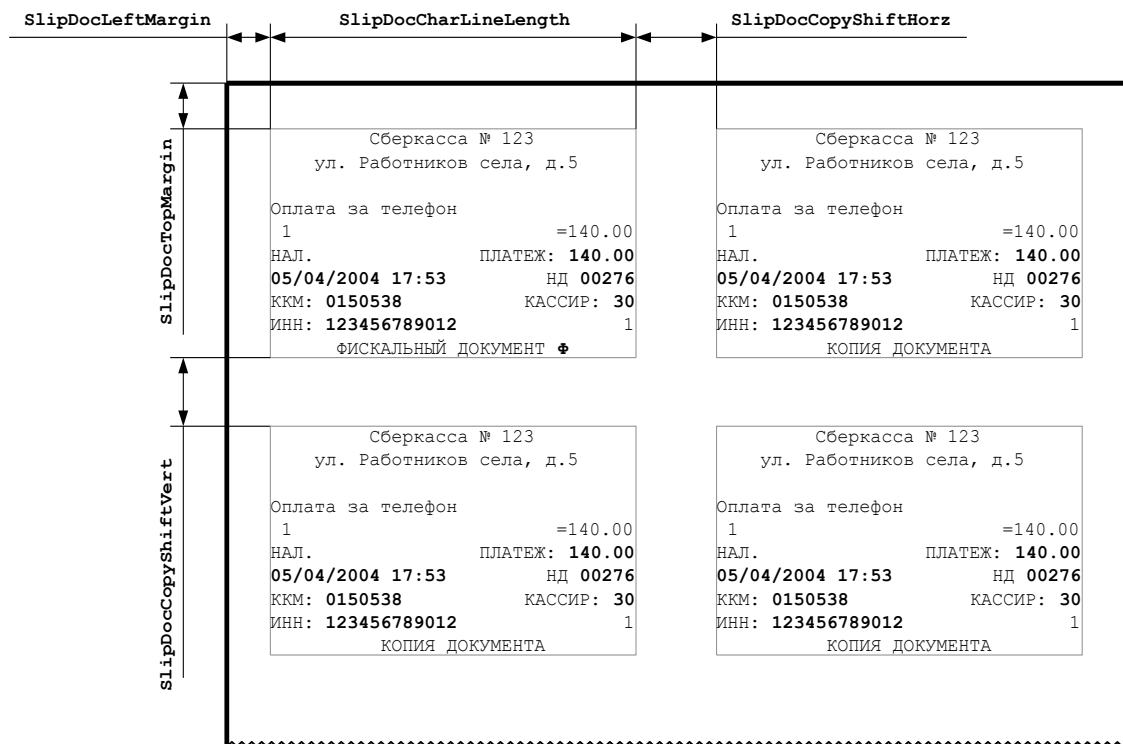 SlipDocLeftMargin SlipDocCharLineLength SlipDocCopyShiftHorz
SlipDocTopMargin
Сберкасса № 123
ул. Работников села, д.5
Оплата за телефон
1 =140.00
НАЛ. ПЛАТЕЖ: 140.00
05/04/2004 17:53 НД 00276
ККМ: 0150538 КАССИР: 30
ИНН: 123456789012 1
ФИСКАЛЬНЫЙ ДОКУМЕНТ Ф
Сберкасса № 123
ул. Работников села, д.5
Оплата за телефон
1 =140.00
НАЛ. ПЛАТЕЖ: 140.00
05/04/2004 17:53 НД 00276
ККМ: 0150538 КАССИР: 30
ИНН: 123456789012 1
КОПИЯ ДОКУМЕНТА
SlipDocCopyShiftVert
Сберкасса № 123
ул. Работников села, д.5
Оплата за телефон
1 =140.00
НАЛ. ПЛАТЕЖ: 140.00
05/04/2004 17:53 НД 00276
ККМ: 0150538 КАССИР: 30
ИНН: 123456789012 1
КОПИЯ ДОКУМЕНТА
Сберкасса № 123
ул. Работников села, д.5
Оплата за телефон
1 =140.00
НАЛ. ПЛАТЕЖ: 140.00
05/04/2004 17:53 НД 00276
ККМ: 0150538 КАССИР: 30
ИНН: 123456789012 1
КОПИЯ ДОКУМЕНТА